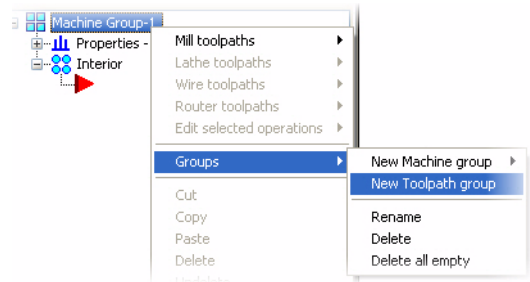 Machine Group-1
Properties -
Interior
Mill toolpaths
Lathe toolpaths
Wire toolpaths
Router toolpaths
Edit selected operations
Groups
Cut
Copy
Paste
Delete
Undelete
New Machine group
New Toolpath group
Rename
Delete
Delete all empty